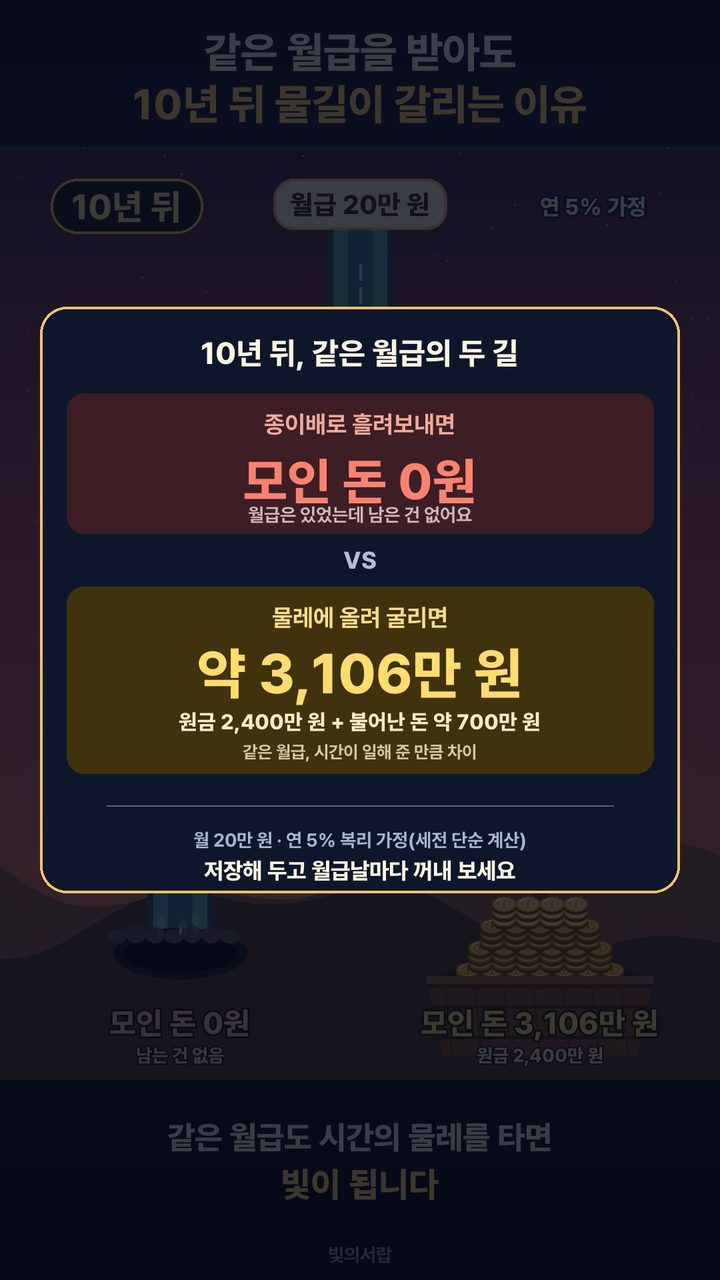 같은 월급을 받아도
10년 뒤 물길이 갈리는 이유
10년 뒤
월급 20만 원
연 5% 가정
10년 뒤, 같은 월급의 두 길
종이배로 흘려보내면
모인 돈 0원
월급은 있었는데 남은 건 없어요
VS
물레에 올려 굴리면
약 3,106만 원
원금 2,400만 원 + 불어난 돈 약 700만 원
같은 월급, 시간이 일해 준 만큼 차이
월 20만 원 · 연 5% 복리 가정(세전 단순 계산)
저장해 두고 월급날마다 꺼내 보세요
모인 돈 0원
남는 건 없음
모인 돈 3,106만 원
원금 2,400만 원
같은 월급도 시간의 물레를 타면
빛이 됩니다
빛의서랍